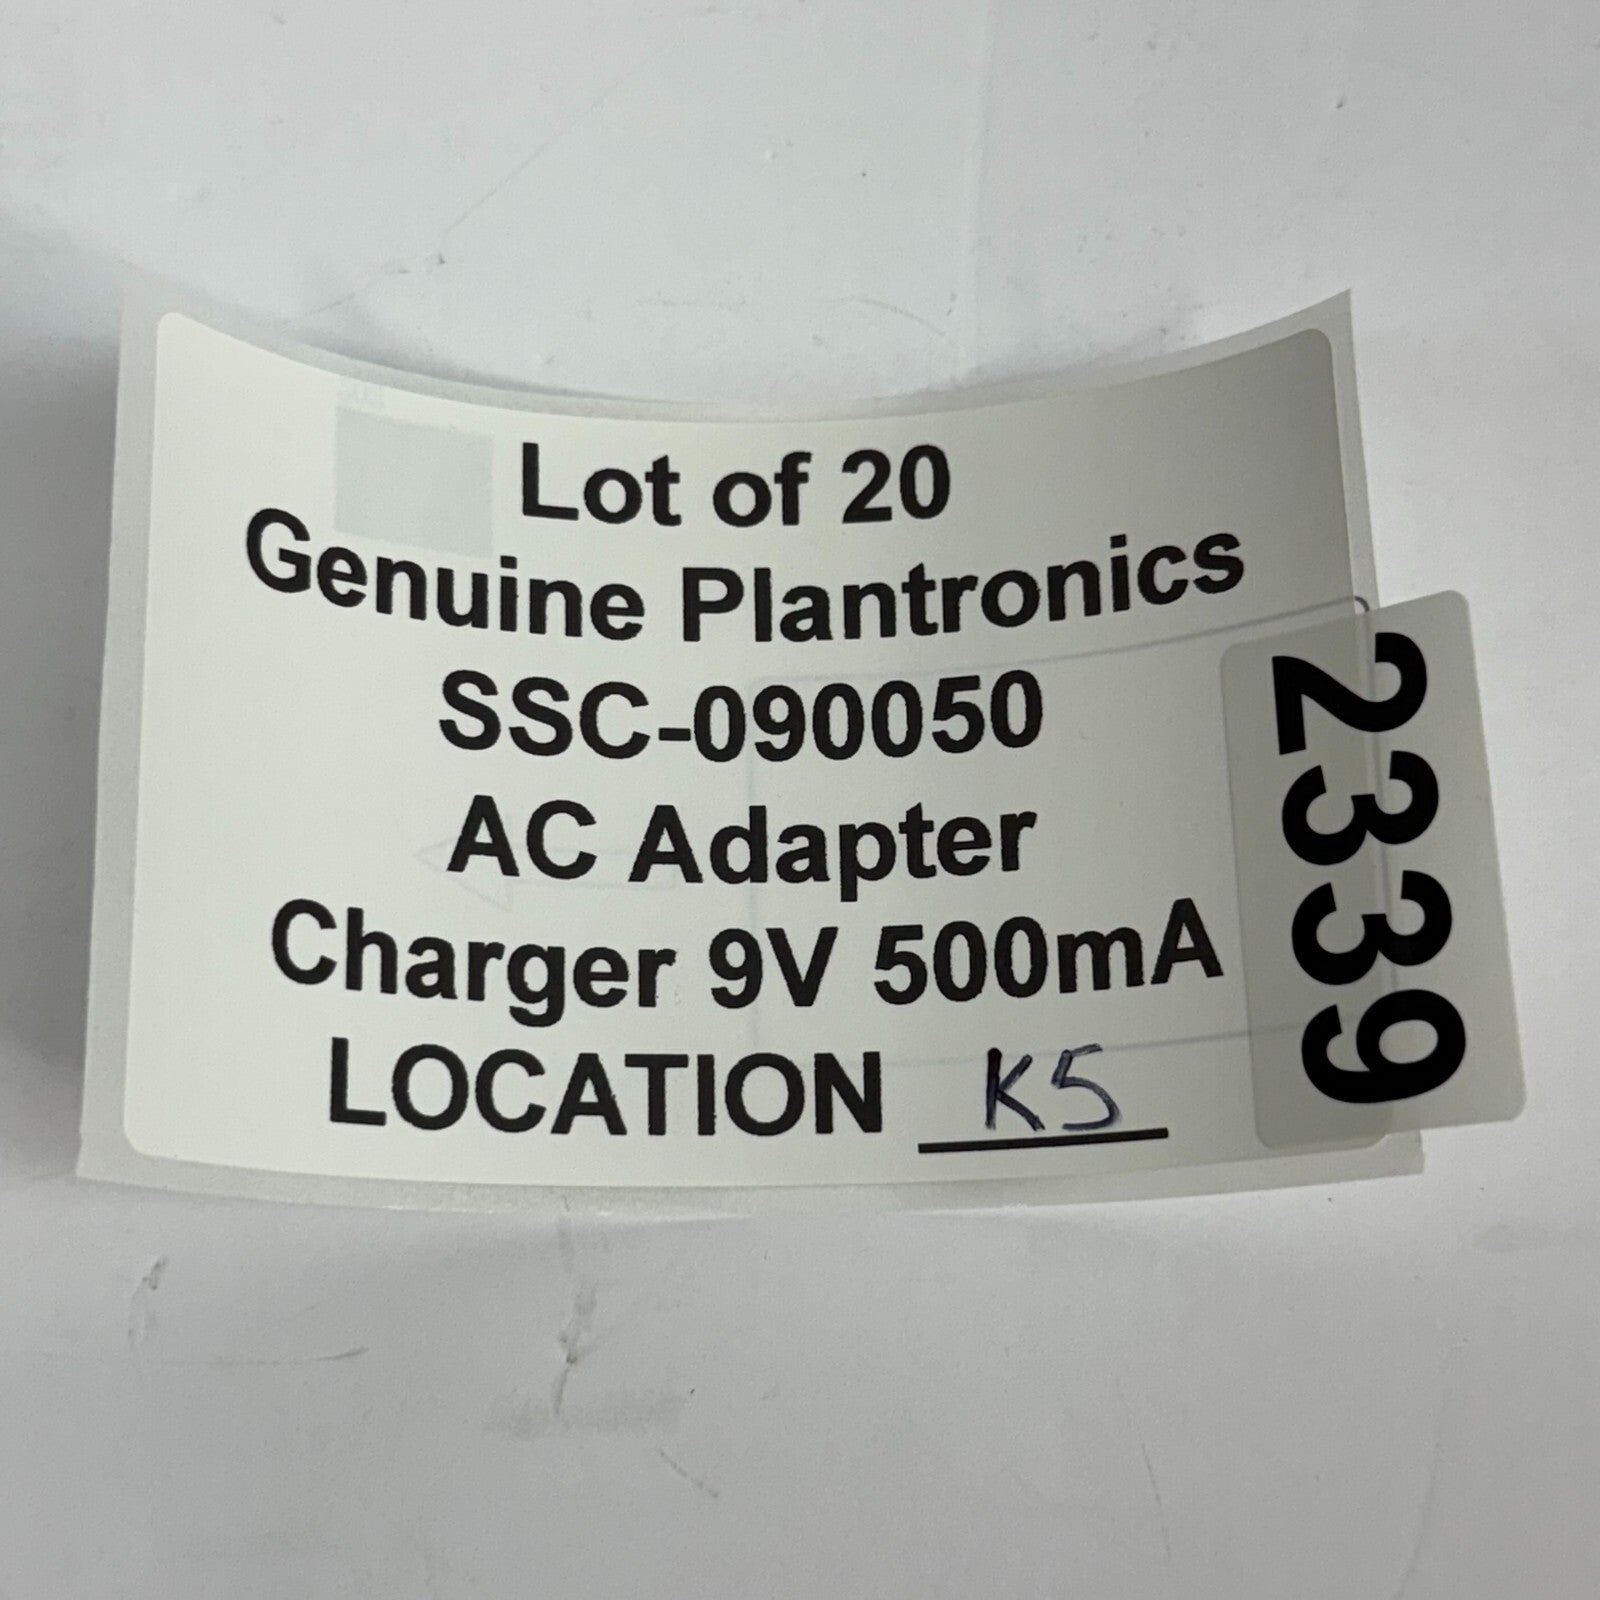 Lot of 20
Genuine Plantronics
SSC-090050
AC Adapter
Charger 9V 500mA
LOCATION K5
2339